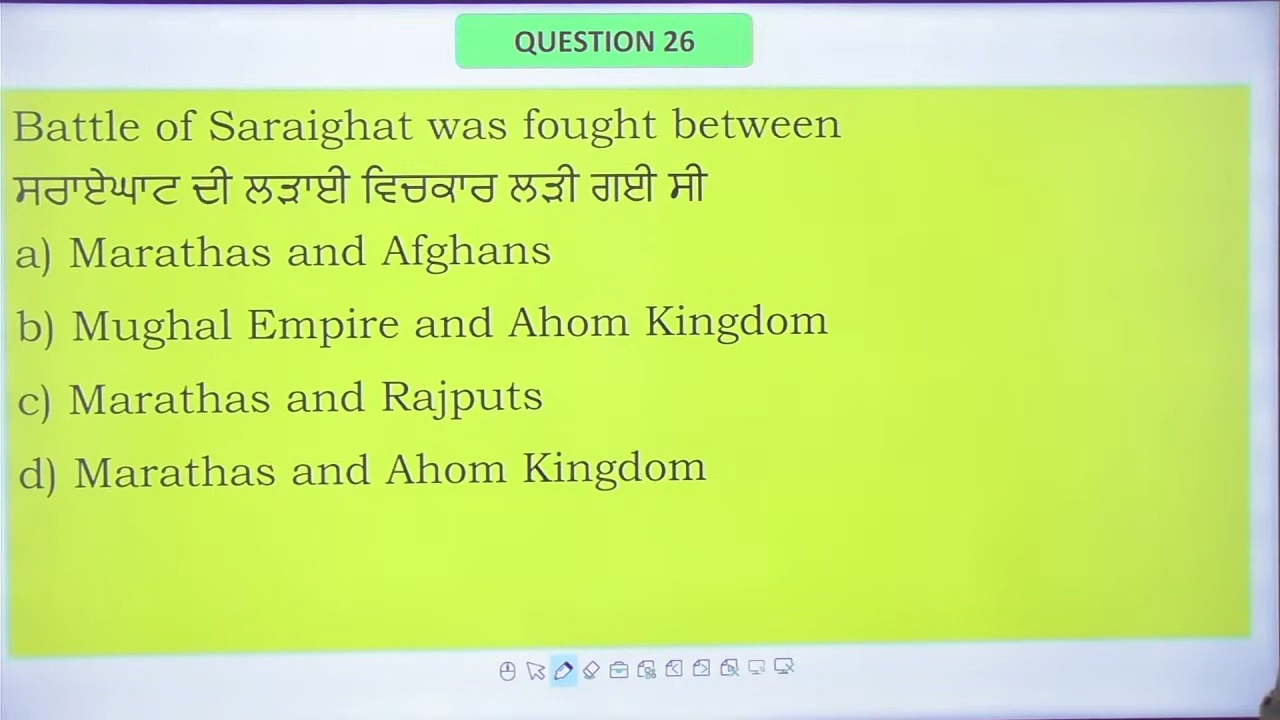 QUESTION 26
Battle of Saraighat was fought between
ਸਰਾਏਘਾਟ ਦੀ ਲੜਾਈ ਵਿਚਕਾਰ ਲੜੀ ਗਈ ਸੀ
a) Marathas and Afghans
b) Mughal Empire and Ahom Kingdom
c) Marathas and Rajputs
d) Marathas and Ahom Kingdom